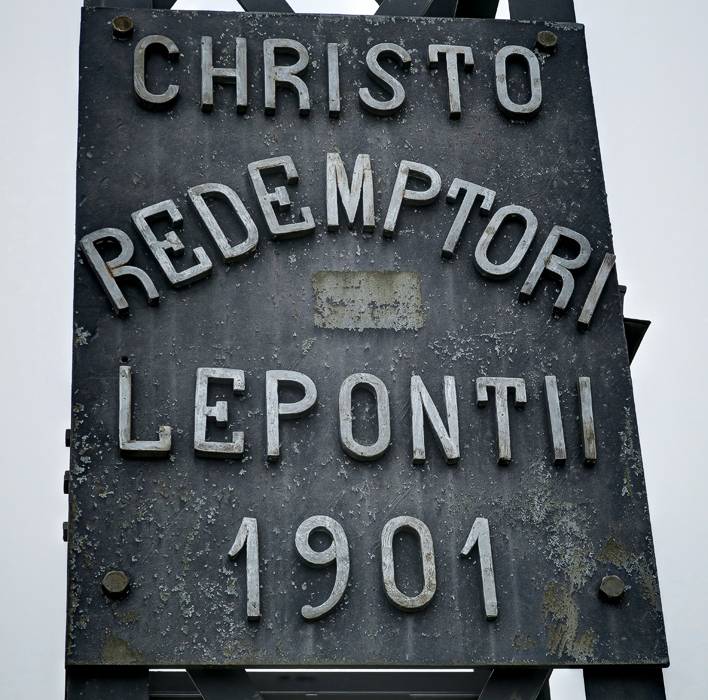 CHRISTO
REDEMPTORI
LEPONTII
1901